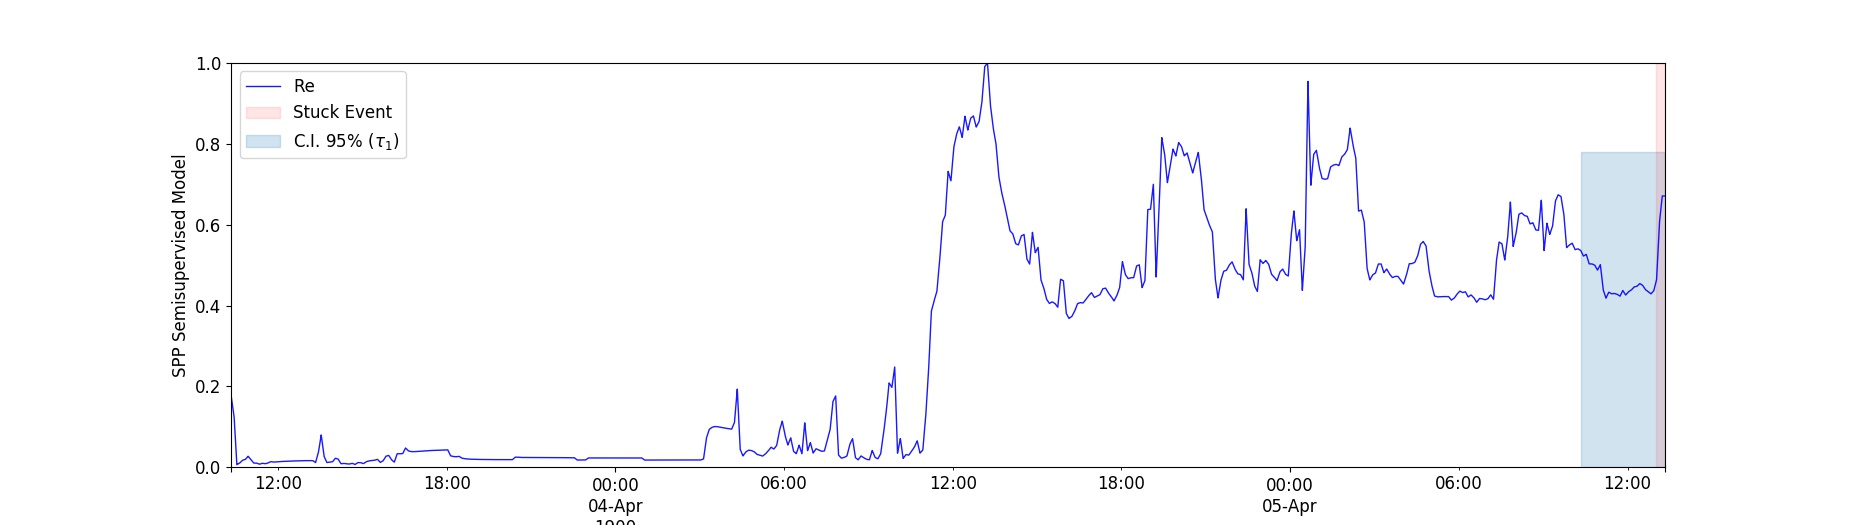 SPP Semisupervised Model
1.0
0.8
0.6
0.4
0.2
0.0
Re
Stuck Event
C.I. 95% (τ₁)
12:00
18:00
00:00
04-Apr
1900
06:00
12:00
18:00
00:00
05-Apr
06:00
12:00